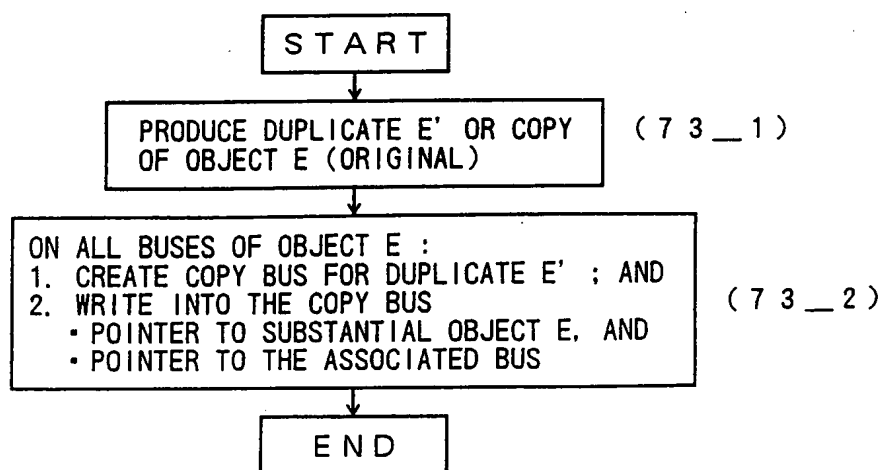 START
PRODUCE DUPLICATE E' OR COPY (73_1)
OF OBJECT E (ORIGINAL)
ON ALL BUSES OF OBJECT E :
1. CREATE COPY BUS FOR DUPLICATE E' ; AND
2. WRITE INTO THE COPY BUS (73_2)
・POINTER TO SUBSTANTIAL OBJECT E, AND
・POINTER TO THE ASSOCIATED BUS
END